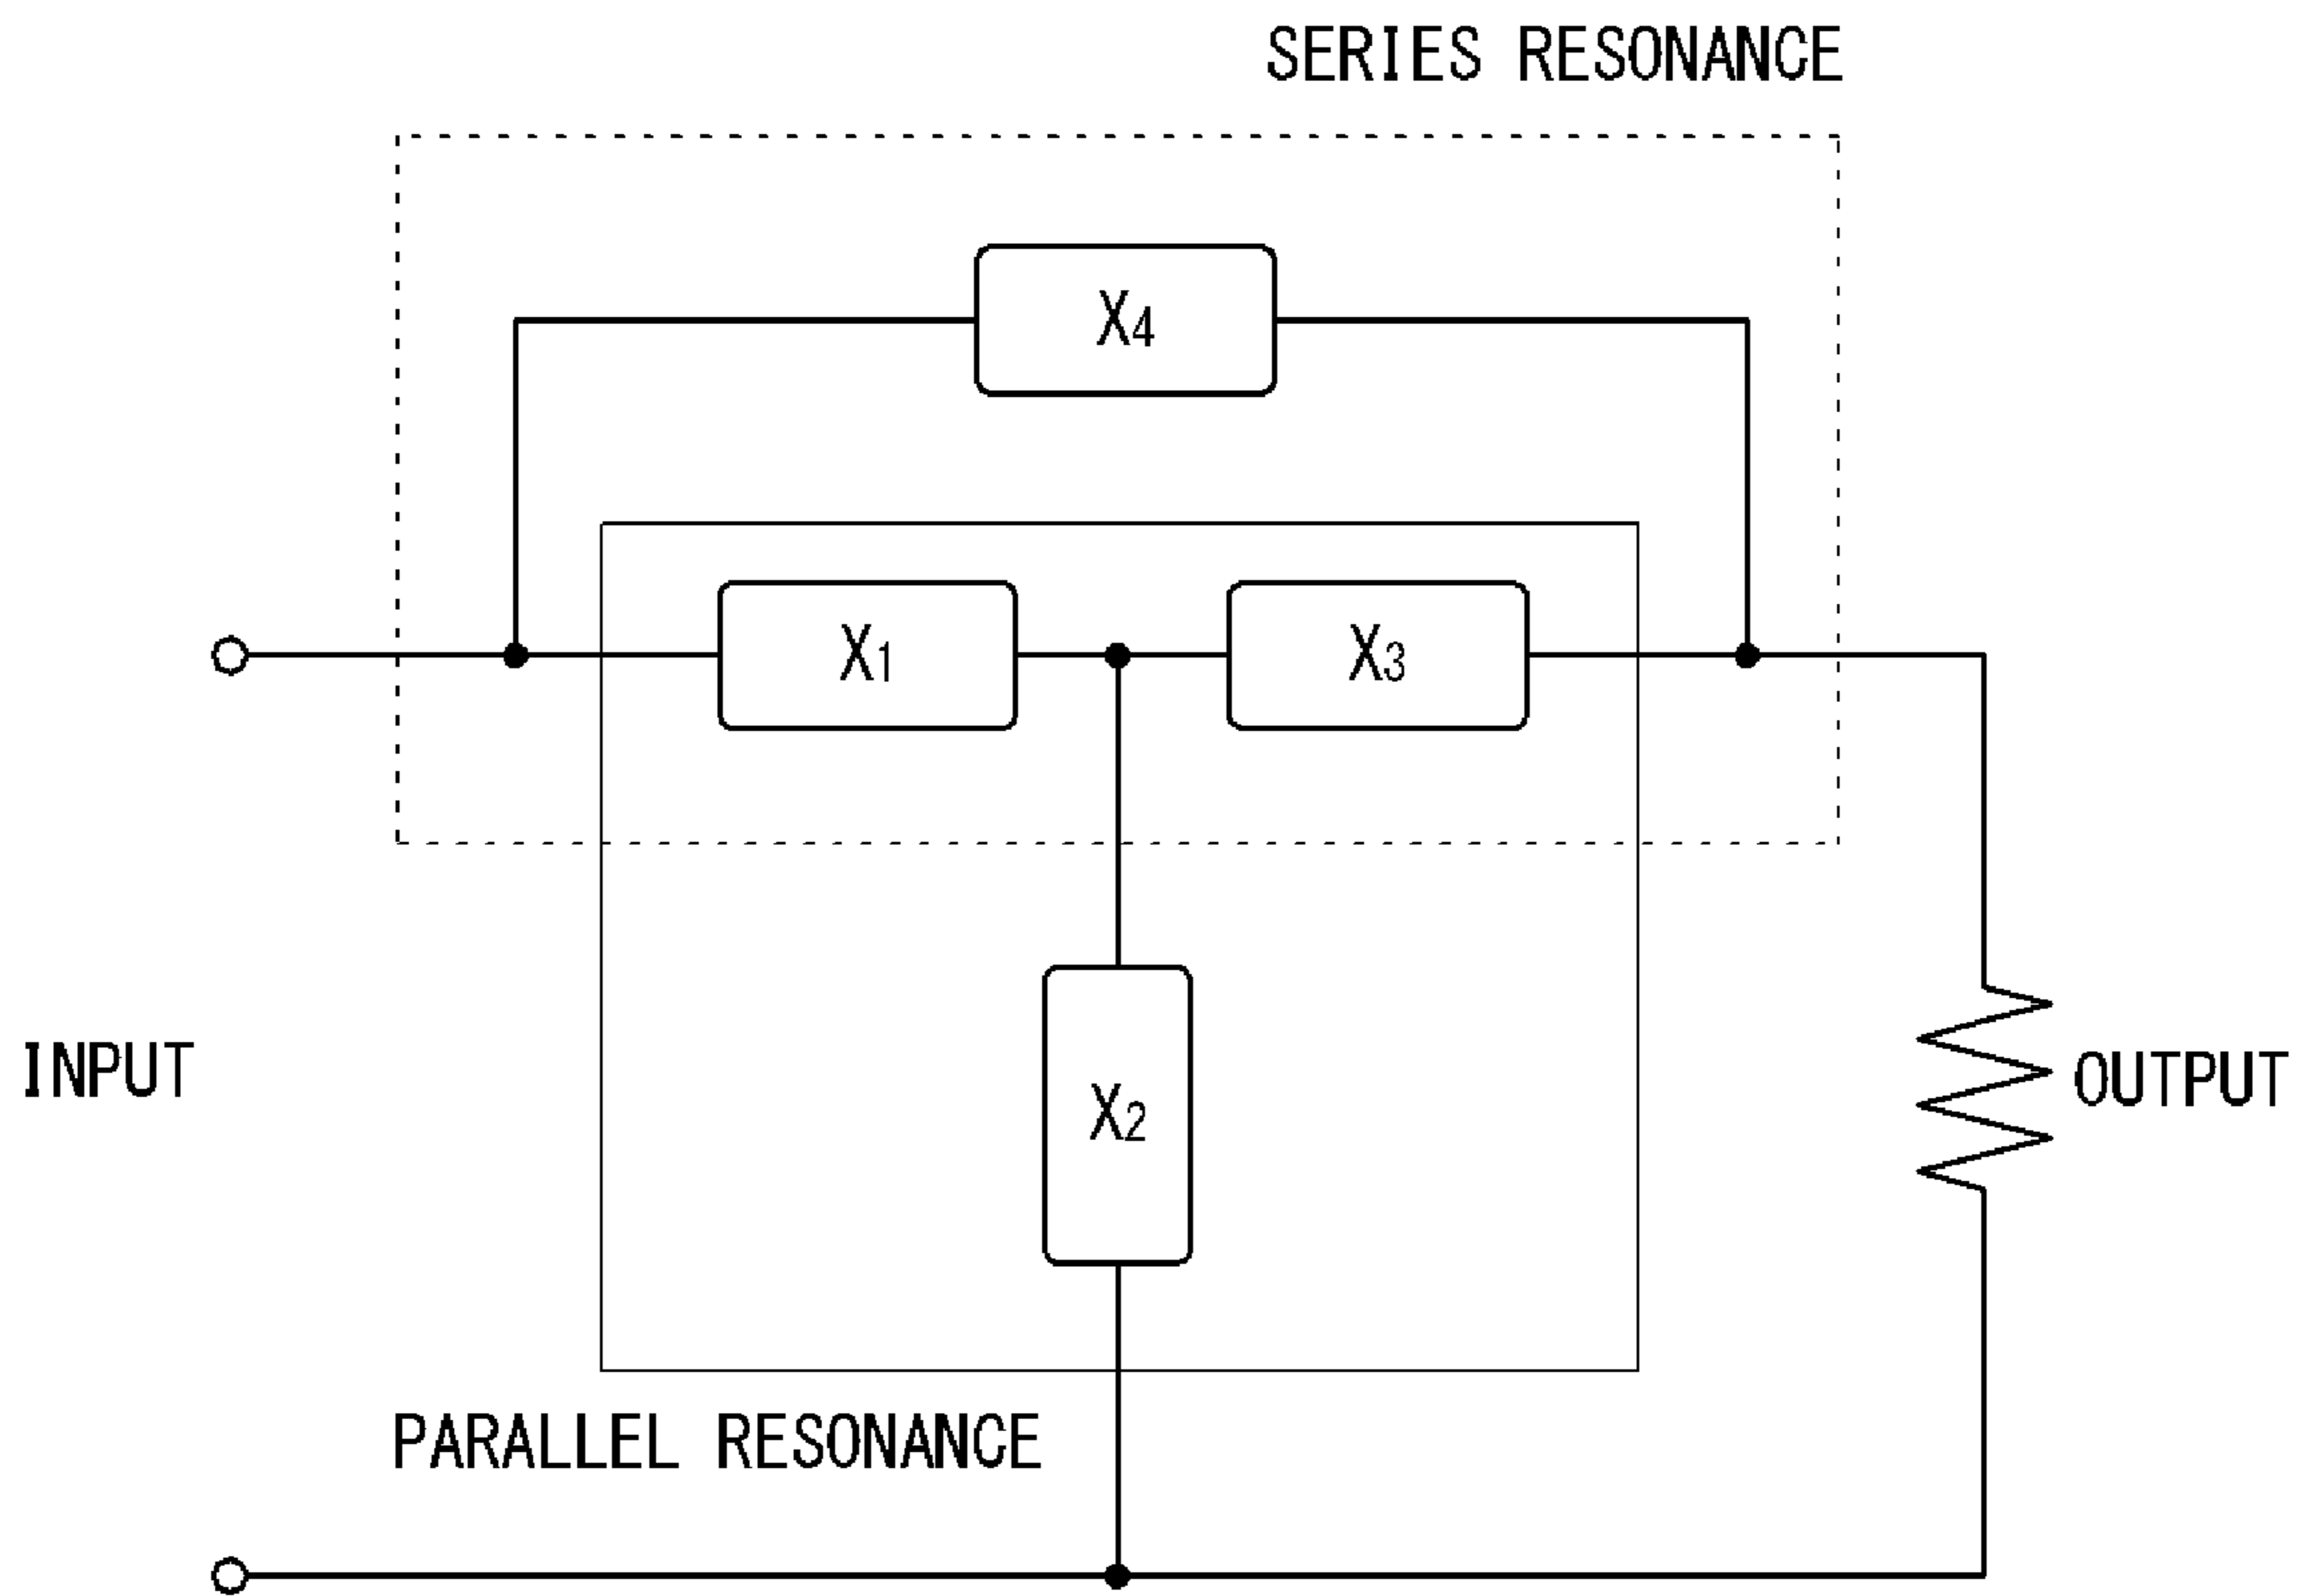 SERIES RESONANCE
X4
X1
X3
X2
INPUT
OUTPUT
PARALLEL RESONANCE